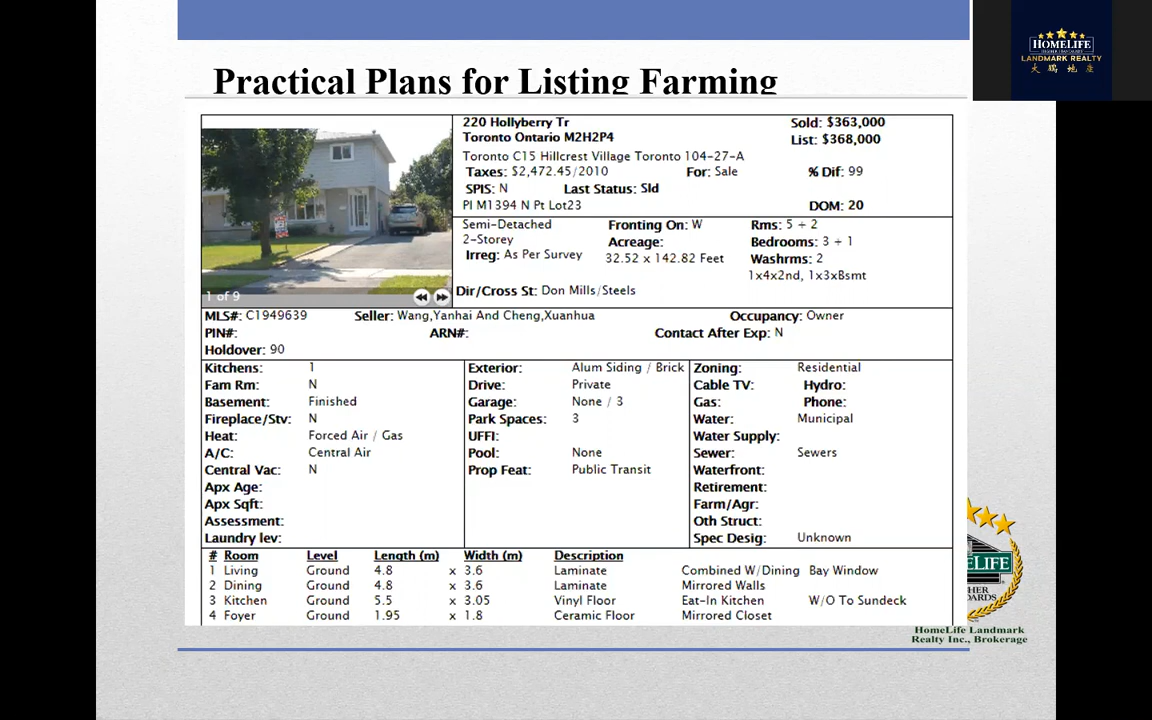 HOMELIFE
LANDMARK REALTY
大鵬地産
Practical Plans for Listing Farming
220 Hollyberry Tr Sold: $363,000
Toronto Ontario M2H2P4 List: $368,000
Toronto C15 Hillcrest Village Toronto 104-27-A
Taxes: $2,472.45/2010 For: Sale % Dif: 99
SPIS: N Last Status: Sld
Pl M1394 N Pt Lot23 DOM: 20
Semi-Detached Fronting On: W Rms: 5 + 2
2-Storey Acreage: Bedrooms: 3 + 1
Irreg: As Per Survey 32.52 x 142.82 Feet Washrms: 2
1x4x2nd, 1x3xBsmt
Dir/Cross St: Don Mills/Steels
1 of 9
MLS#: C1949639 Seller: Wang,Yanhai And Cheng,Xuanhua Occupancy: Owner
PIN#: ARN#: Contact After Exp: N
Holdover: 90
Kitchens: 1 Exterior: Alum Siding / Brick Zoning: Residential
Fam Rm: N Drive: Private Cable TV: Hydro:
Basement: Finished Garage: None / 3 Gas: Phone:
Fireplace/Stv: N Park Spaces: 3 Water: Municipal
Heat: Forced Air / Gas UFFI: Water Supply:
A/C: Central Air Pool: None Sewer: Sewers
Central Vac: N Prop Feat: Public Transit Waterfront:
Apx Age: Retirement:
Apx Sqft: Farm/Agr:
Assessment: Oth Struct:
Laundry lev: Spec Desig: Unknown
# Room Level Length (m) Width (m) Description
1 Living Ground 4.8 x 3.6 Laminate Combined W/Dining Bay Window
2 Dining Ground 4.8 x 3.6 Laminate Mirrored Walls
3 Kitchen Ground 5.5 x 3.05 Vinyl Floor Eat-In Kitchen W/O To Sundeck
4 Foyer Ground 1.95 x 1.8 Ceramic Floor Mirrored Closet
LIFE
HER
DARDS
HomeLife Landmark
Realty Inc., Brokerage